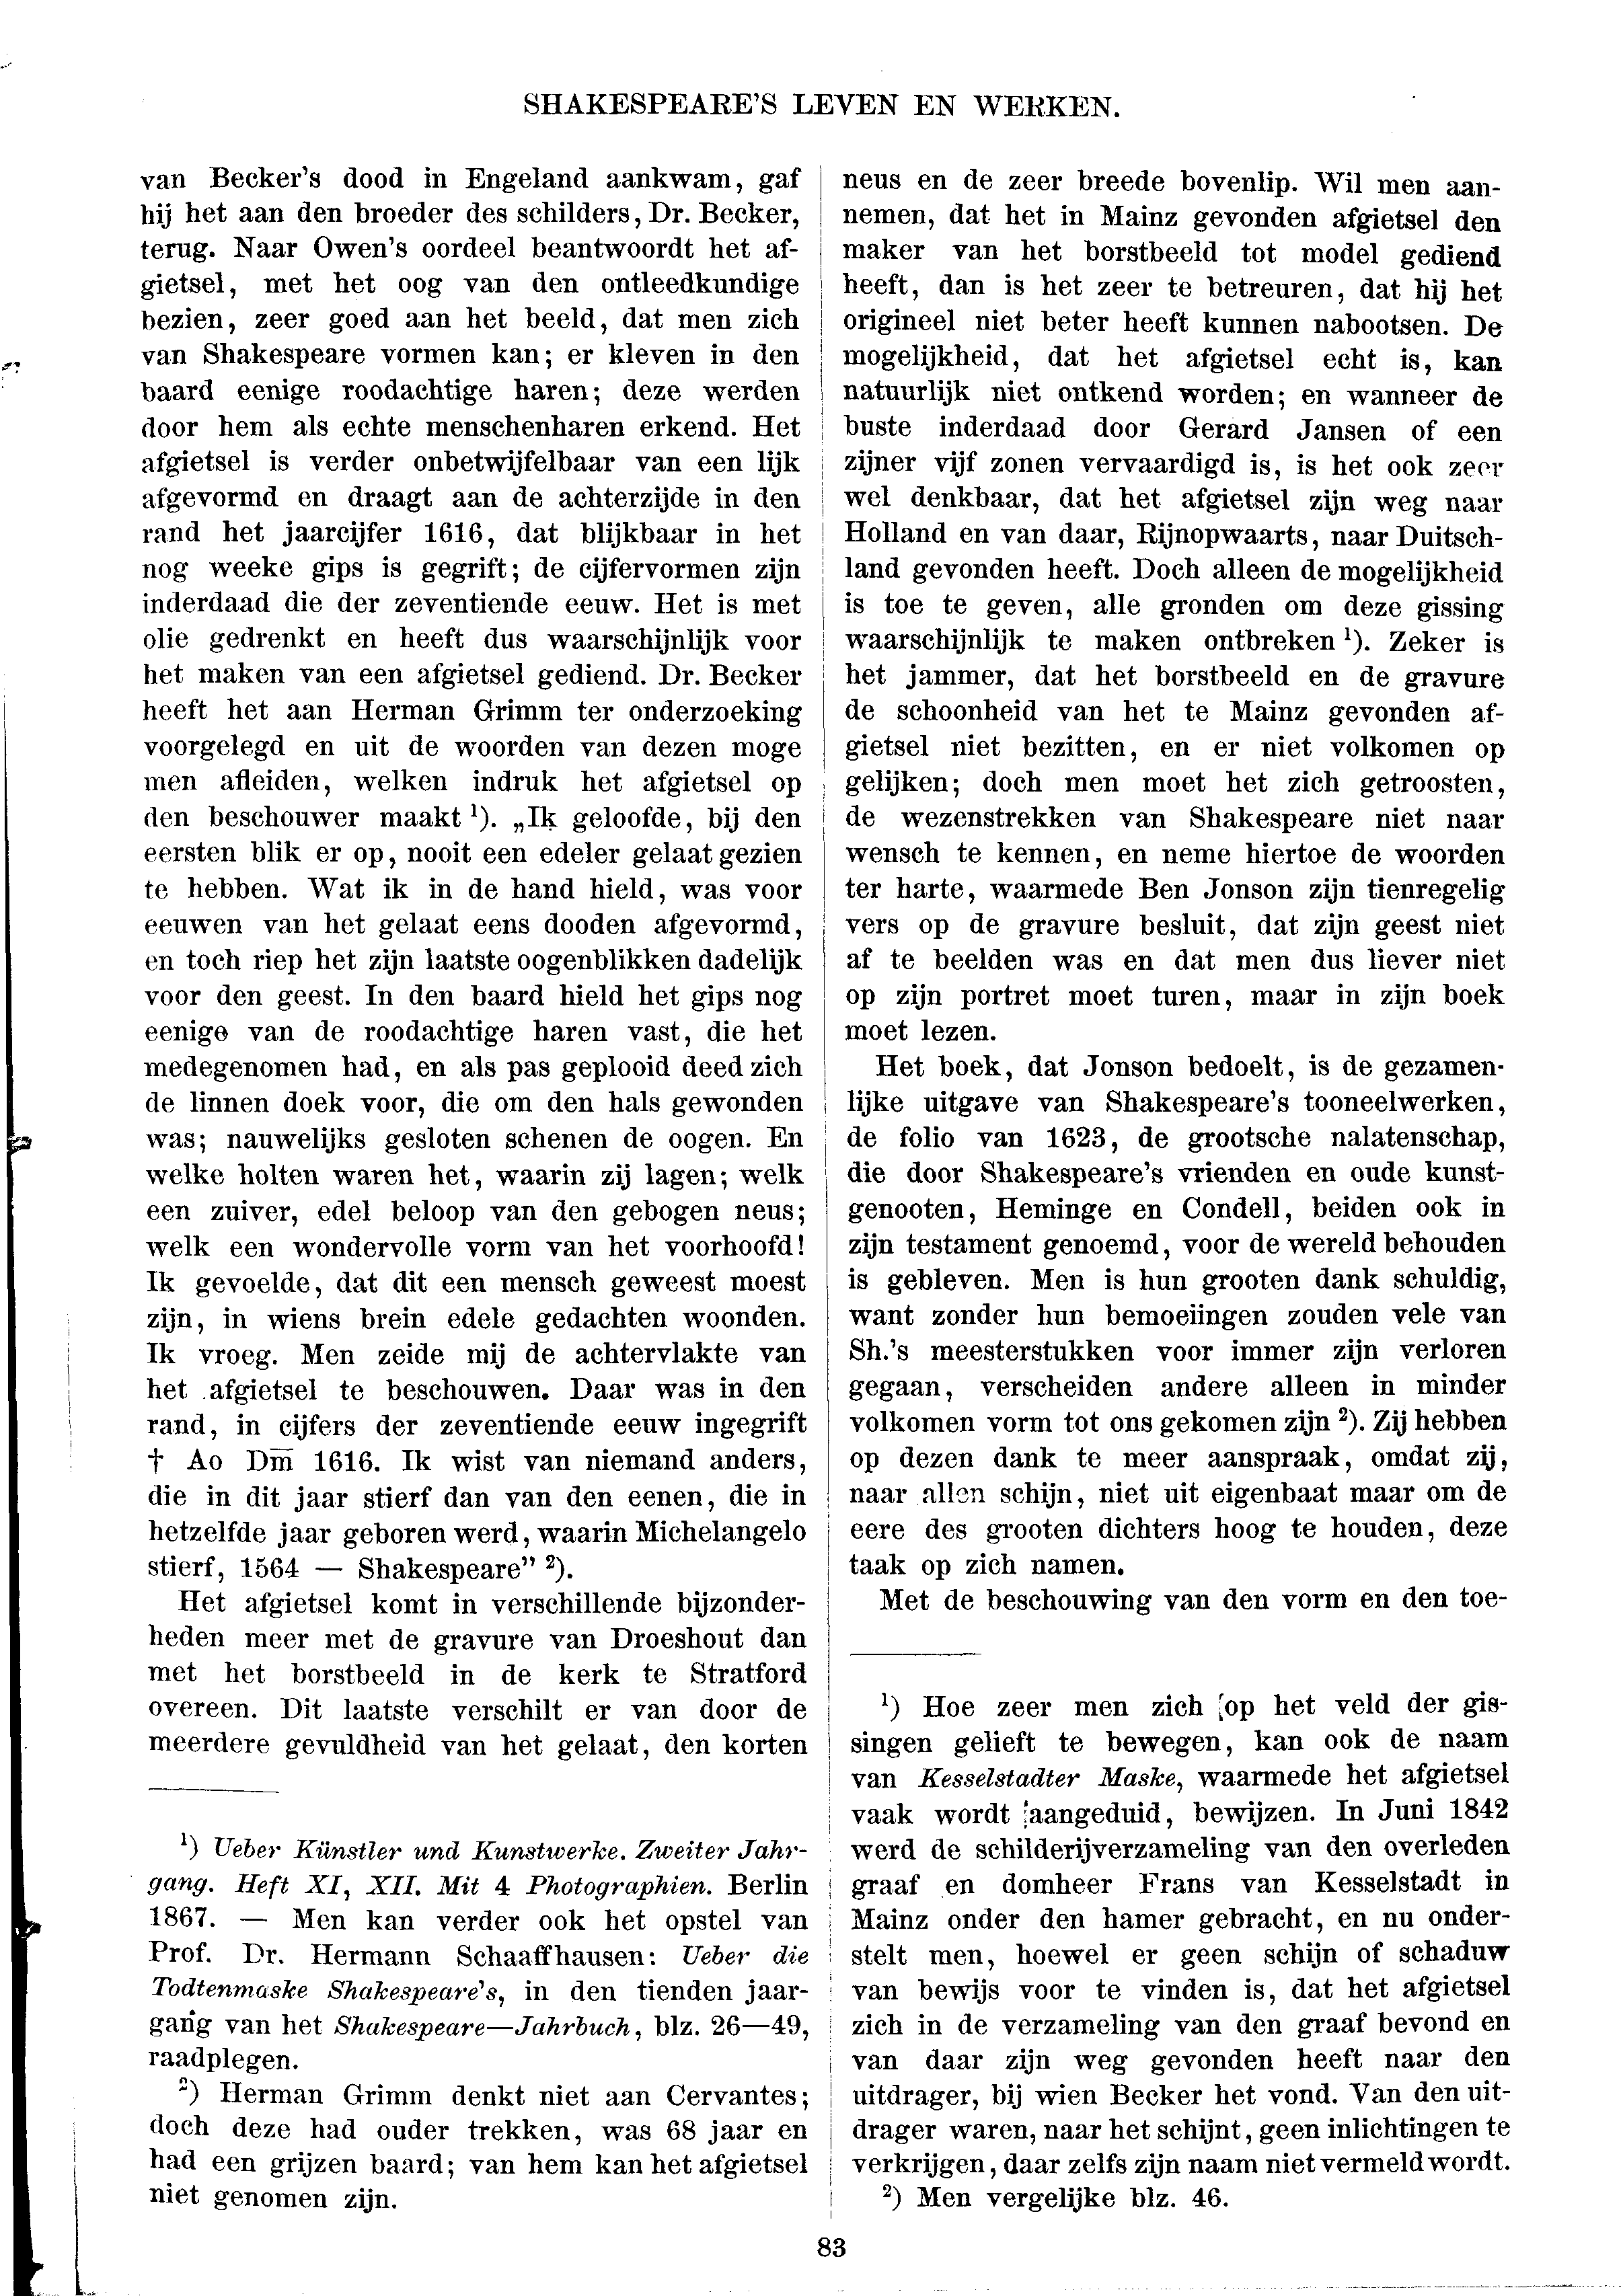 SHAKESPEARE'S LEVEN EN WERKEN.
van Becker's dood in Engeland aankwam, gaf
hij het aan den broeder des schilders, Dr. Becker,
terug. Naar Owen's oordeel beantwoordt het af-
gietsel, met het oog van den ontleedkundige
bezien, zeer goed aan het beeld, dat men zich
van Shakespeare vormen kan; er kleven in den
baard eenige roodachtige haren; deze werden
door hem als echte menschenharen erkend. Het
afgietsel is verder onbetwijfelbaar van een lijk
afgevormd en draagt aan de achterzijde in den
rand het jaarcijfer 1616, dat blijkbaar in het
nog weeke gips is gegrift; de cijfervormen zijn
inderdaad die der zeventiende eeuw. Het is met
olie gedrenkt en heeft dus waarschijnlijk voor
het maken van een afgietsel gediend. Dr. Becker
heeft het aan Herman Grimm ter onderzoeking
voorgelegd en uit de woorden van dezen moge
men afleiden, welken indruk het afgietsel op
den beschouwer maakt ¹). „Ik geloofde, bij den
eersten blik er op, nooit een edeler gelaat gezien
te hebben. Wat ik in de hand hield, was voor
eeuwen van het gelaat eens dooden afgevormd,
en toch riep het zijn laatste oogenblikken dadelijk
voor den geest. In den baard hield het gips nog
eenige van de roodachtige haren vast, die het
medegenomen had, en als pas geplooid deed zich
de linnen doek voor, die om den hals gewonden
was; nauwelijks gesloten schenen de oogen. En
welke holten waren het, waarin zij lagen; welk
een zuiver, edel beloop van den gebogen neus;
welk een wondervolle vorm van het voorhoofd!
Ik gevoelde, dat dit een mensch geweest moest
zijn, in wiens brein edele gedachten woonden.
Ik vroeg. Men zeide mij de achtervlakte van
het afgietsel te beschouwen. Daar was in den
rand, in cijfers der zeventiende eeuw ingegrift
† Ao Dm̄ 1616. Ik wist van niemand anders,
die in dit jaar stierf dan van den eenen, die in
hetzelfde jaar geboren werd, waarin Michelangelo
stierf, 1564 — Shakespeare” ²).
Het afgietsel komt in verschillende bijzonder-
heden meer met de gravure van Droeshout dan
met het borstbeeld in de kerk te Stratford
overeen. Dit laatste verschilt er van door de
meerdere gevuldheid van het gelaat, den korten
¹) Ueber Künstler und Kunstwerke. Zweiter Jahr-
gang. Heft XI, XII. Mit 4 Photographien. Berlin
1867. — Men kan verder ook het opstel van
Prof. Dr. Hermann Schaaffhausen: Ueber die
Todtenmaske Shakespeare's, in den tienden jaar-
gang van het Shakespeare—Jahrbuch, blz. 26—49,
raadplegen.
²) Herman Grimm denkt niet aan Cervantes;
doch deze had ouder trekken, was 68 jaar en
had een grijzen baard; van hem kan het afgietsel
niet genomen zijn.
neus en de zeer breede bovenlip. Wil men aan-
nemen, dat het in Mainz gevonden afgietsel den
maker van het borstbeeld tot model gediend
heeft, dan is het zeer te betreuren, dat hij het
origineel niet beter heeft kunnen nabootsen. De
mogelijkheid, dat het afgietsel echt is, kan
natuurlijk niet ontkend worden; en wanneer de
buste inderdaad door Gerard Jansen of een
zijner vijf zonen vervaardigd is, is het ook zeer
wel denkbaar, dat het afgietsel zijn weg naar
Holland en van daar, Rijnopwaarts, naar Duitsch-
land gevonden heeft. Doch alleen de mogelijkheid
is toe te geven, alle gronden om deze gissing
waarschijnlijk te maken ontbreken ¹). Zeker is
het jammer, dat het borstbeeld en de gravure
de schoonheid van het te Mainz gevonden af-
gietsel niet bezitten, en er niet volkomen op
gelijken; doch men moet het zich getroosten,
de wezenstrekken van Shakespeare niet naar
wensch te kennen, en neme hiertoe de woorden
ter harte, waarmede Ben Jonson zijn tienregelig
vers op de gravure besluit, dat zijn geest niet
af te beelden was en dat men dus liever niet
op zijn portret moet turen, maar in zijn boek
moet lezen.
Het boek, dat Jonson bedoelt, is de gezamen-
lijke uitgave van Shakespeare's tooneelwerken,
de folio van 1623, de grootsche nalatenschap,
die door Shakespeare's vrienden en oude kunst-
genooten, Heminge en Condell, beiden ook in
zijn testament genoemd, voor de wereld behouden
is gebleven. Men is hun grooten dank schuldig,
want zonder hun bemoeiingen zouden vele van
Sh.'s meesterstukken voor immer zijn verloren
gegaan, verscheiden andere alleen in minder
volkomen vorm tot ons gekomen zijn ²). Zij hebben
op dezen dank te meer aanspraak, omdat zij,
naar allen schijn, niet uit eigenbaat maar om de
eere des grooten dichters hoog te houden, deze
taak op zich namen.
Met de beschouwing van den vorm en den toe-
¹) Hoe zeer men zich op het veld der gis-
singen gelieft te bewegen, kan ook de naam
van Kesselstadter Maske, waarmede het afgietsel
vaak wordt aangeduid, bewijzen. In Juni 1842
werd de schilderijverzameling van den overleden
graaf en domheer Frans van Kesselstadt in
Mainz onder den hamer gebracht, en nu onder-
stelt men, hoewel er geen schijn of schaduw
van bewijs voor te vinden is, dat het afgietsel
zich in de verzameling van den graaf bevond en
van daar zijn weg gevonden heeft naar den
uitdrager, bij wien Becker het vond. Van den uit-
drager waren, naar het schijnt, geen inlichtingen te
verkrijgen, daar zelfs zijn naam niet vermeld wordt.
²) Men vergelijke blz. 46.
83